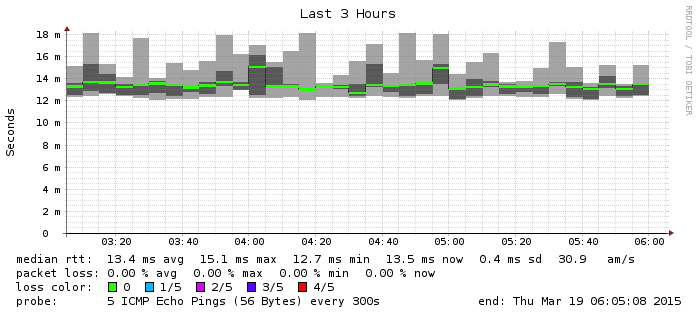 Last 3 Hours
RRDTOOL / TOBI OETIKER
Seconds
18 m
16 m
14 m
12 m
10 m
8 m
6 m
4 m
2 m
0
03:20 03:40 04:00 04:20 04:40 05:00 05:20 05:40 06:00
median rtt: 13.4 ms avg 15.1 ms max 12.7 ms min 13.5 ms now 0.4 ms sd 30.9 am/s
packet loss: 0.00 % avg 0.00 % max 0.00 % min 0.00 % now
loss color: 0 1/5 2/5 3/5 4/5
probe: 5 ICMP Echo Pings (56 Bytes) every 300s end: Thu Mar 19 06:05:08 2015